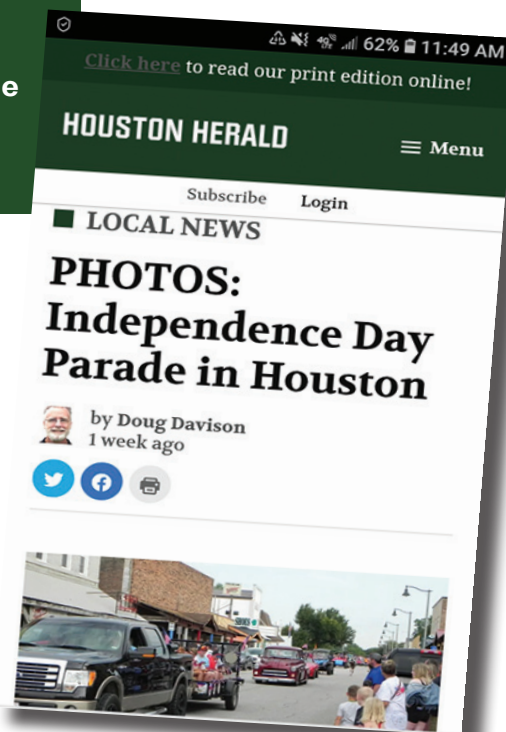 e
4G 62% 11:49 AM
Click here to read our print edition online!
HOUSTON HERALD
Menu
Subscribe Login
LOCAL NEWS
PHOTOS:
Independence Day
Parade in Houston
by Doug Davison
1 week ago